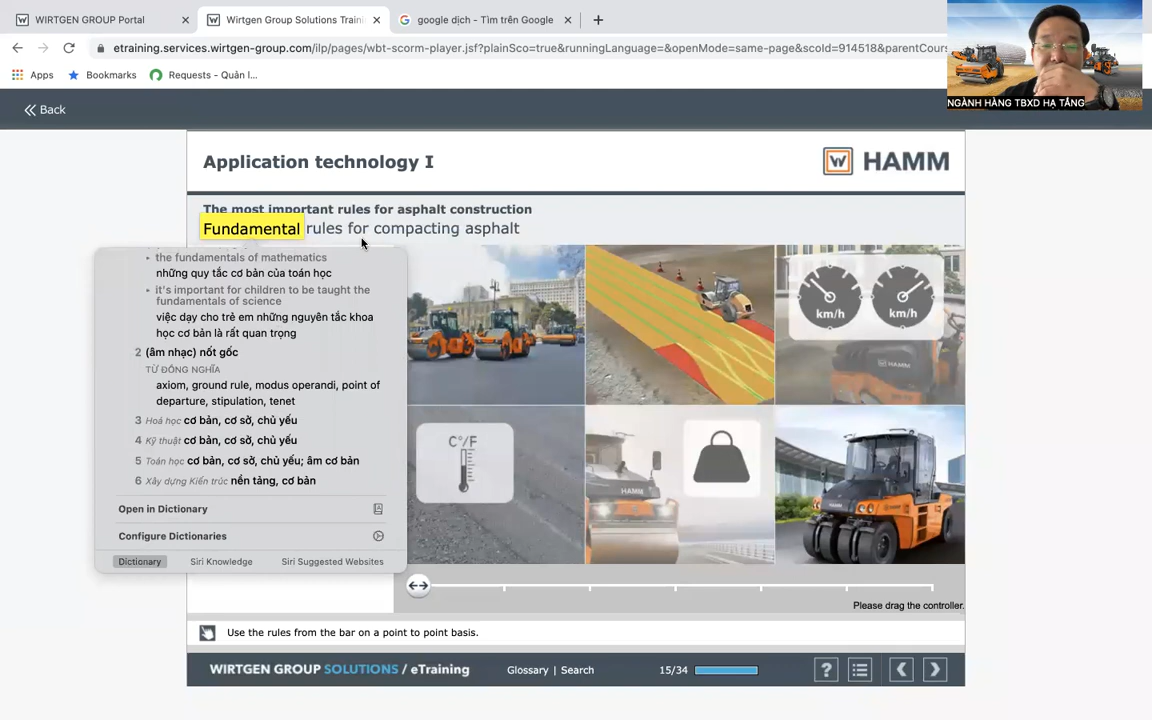 WIRTGEN GROUP Portal
Wirtgen Group Solutions Traini
google dịch - Tìm trên Google
etraining.services.wirtgen-group.com/ilp/pages/wbt-scorm-player.jsf?plainSco=true&runningLanguage=&openMode=same-page&scoId=914518&parentCours
Apps
Bookmarks
Requests - Quản l...
NGÀNH HÀNG TBXD HẠ TẦNG
Back
Application technology I
HAMM
The most important rules for asphalt construction
Fundamental rules for compacting asphalt
the fundamentals of mathematics
những quy tắc cơ bản của toán học
it's important for children to be taught the
fundamentals of science
việc dạy cho trẻ em những nguyên tắc khoa
học cơ bản là rất quan trọng
2 (âm nhạc) nốt gốc
TỪ ĐỒNG NGHĨA
axiom, ground rule, modus operandi, point of
departure, stipulation, tenet
3 Hoá học cơ bản, cơ sở, chủ yếu
4 Kỹ thuật cơ bản, cơ sở, chủ yếu
5 Toán học cơ bản, cơ sở, chủ yếu; âm cơ bản
6 Xây dựng Kiến trúc nền tảng, cơ bản
Open in Dictionary
Configure Dictionaries
Dictionary
Siri Knowledge
Siri Suggested Websites
km/h
km/h
C°/F
HAMM
HAMM
Please drag the controller.
Use the rules from the bar on a point to point basis.
WIRTGEN GROUP SOLUTIONS / eTraining
Glossary | Search
15/34
?